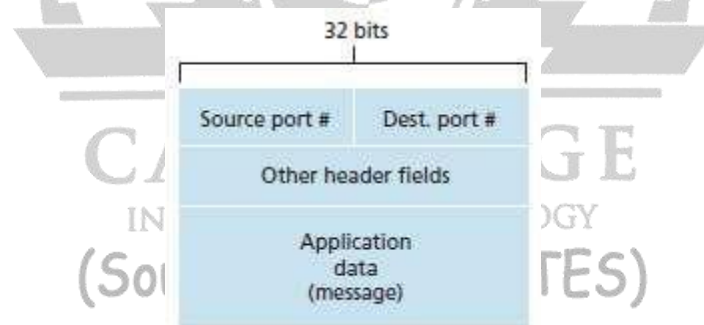 32 bits
Source port # Dest. port #
Other header fields
Application
data
(message)